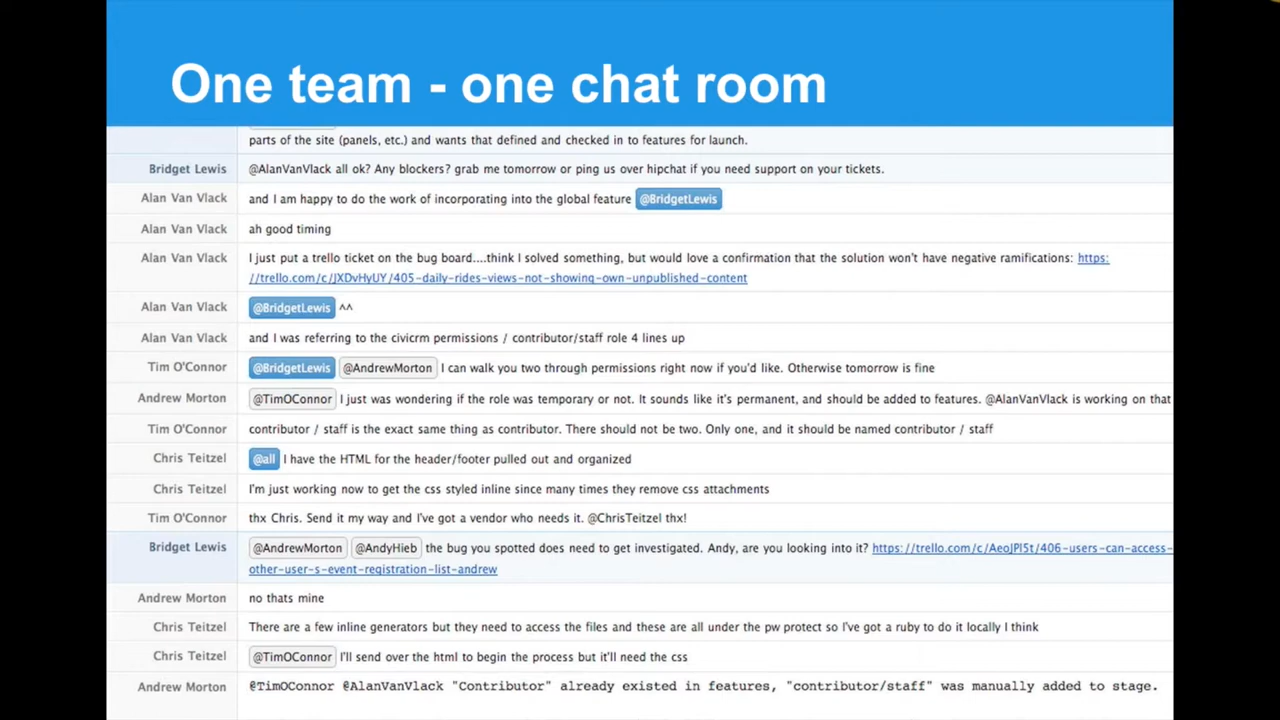 One team - one chat room
parts of the site (panels, etc.) and wants that defined and checked in to features for launch.
Bridget Lewis @AlanVanVlack all ok? Any blockers? grab me tomorrow or ping us over hipchat if you need support on your tickets.
Alan Van Vlack and I am happy to do the work of incorporating into the global feature @BridgetLewis
Alan Van Vlack ah good timing
Alan Van Vlack I just put a trello ticket on the bug board....think I solved something, but would love a confirmation that the solution won't have negative ramifications: https:
//trello.com/c/JXDvHyUY/405-daily-rides-views-not-showing-own-unpublished-content
Alan Van Vlack @BridgetLewis ^^
Alan Van Vlack and I was referring to the civicrm permissions / contributor/staff role 4 lines up
Tim O'Connor @BridgetLewis @AndrewMorton I can walk you two through permissions right now if you'd like. Otherwise tomorrow is fine
Andrew Morton @TimOConnor I just was wondering if the role was temporary or not. It sounds like it's permanent, and should be added to features. @AlanVanVlack is working on that
Tim O'Connor contributor / staff is the exact same thing as contributor. There should not be two. Only one, and it should be named contributor / staff
Chris Teitzel @all I have the HTML for the header/footer pulled out and organized
Chris Teitzel I'm just working now to get the css styled inline since many times they remove css attachments
Tim O'Connor thx Chris. Send it my way and I've got a vendor who needs it. @ChrisTeitzel thx!
Bridget Lewis @AndrewMorton @AndyHieb the bug you spotted does need to get investigated. Andy, are you looking into it? https://trello.com/c/AeoJPl5t/406-users-can-access-
other-user-s-event-registration-list-andrew
Andrew Morton no thats mine
Chris Teitzel There are a few inline generators but they need to access the files and these are all under the pw protect so I've got a ruby to do it locally I think
Chris Teitzel @TimOConnor I'll send over the html to begin the process but it'll need the css
Andrew Morton @TimOConnor @AlanVanVlack "Contributor" already existed in features, "contributor/staff" was manually added to stage.